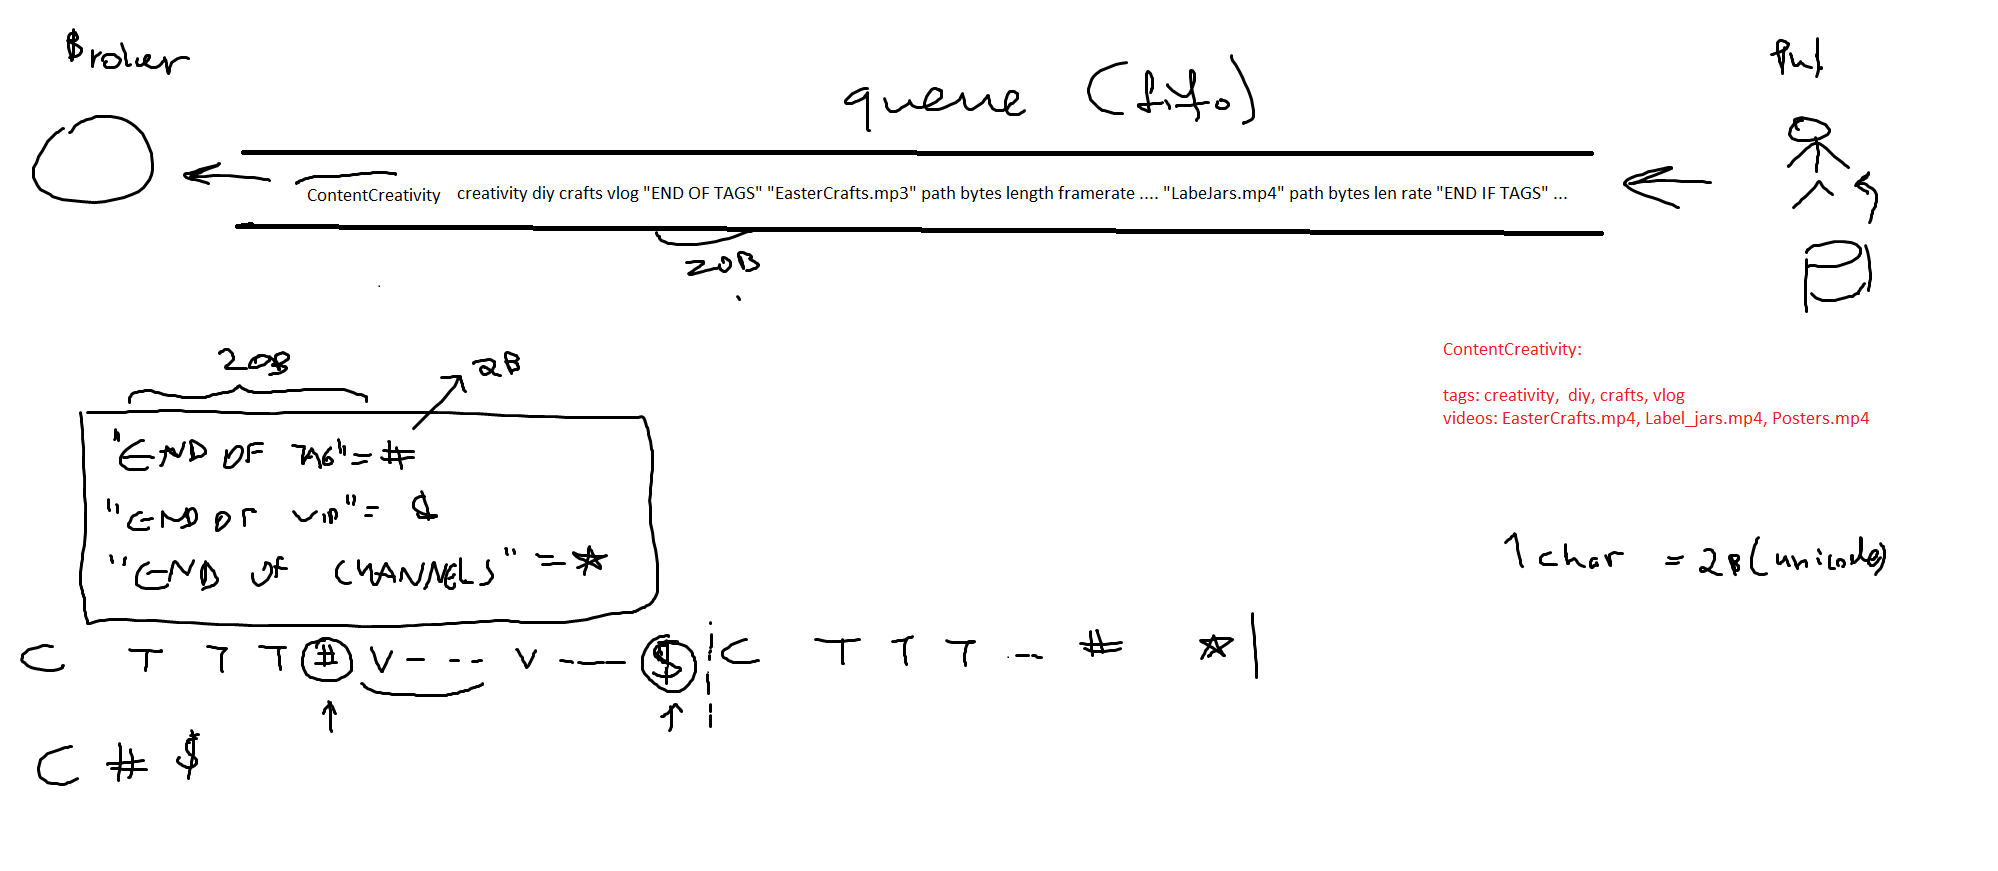 Broker
Pub
queue (fifo)
ContentCreativity creativity diy crafts vlog "END OF TAGS" "EasterCrafts.mp3" path bytes length framerate .... "LabeJars.mp4" path bytes len rate "END IF TAGS" ...
20B
20B
2B
ContentCreativity:
tags: creativity, diy, crafts, vlog
videos: EasterCrafts.mp4, Label_jars.mp4, Posters.mp4
"END OF TAG" = #
"END OF VID" = $
"END OF CHANNELS" = *
1 char = 2B (unicode)
C T T T # V - - - V --- $ C T T T -- # *
C # $